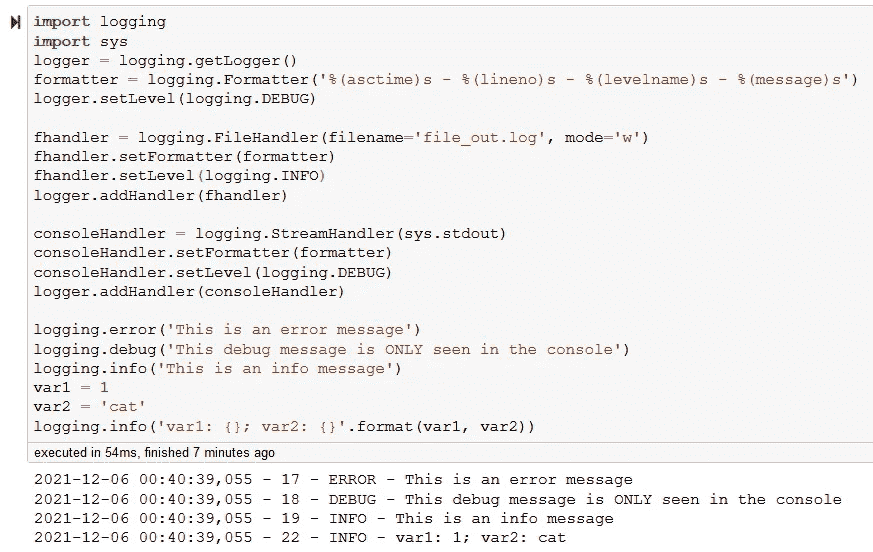 import logging
import sys
logger = logging.getLogger()
formatter = logging.Formatter('%(asctime)s - %(lineno)s - %(levelname)s - %(message)s')
logger.setLevel(logging.DEBUG)

fhandler = logging.FileHandler(filename='file_out.log', mode='w')
fhandler.setFormatter(formatter)
fhandler.setLevel(logging.INFO)
logger.addHandler(fhandler)

consoleHandler = logging.StreamHandler(sys.stdout)
consoleHandler.setFormatter(formatter)
consoleHandler.setLevel(logging.DEBUG)
logger.addHandler(consoleHandler)

logging.error('This is an error message')
logging.debug('This debug message is ONLY seen in the console')
logging.info('This is an info message')
var1 = 1
var2 = 'cat'
logging.info('var1: {}; var2: {}'.format(var1, var2))
executed in 54ms, finished 7 minutes ago
2021-12-06 00:40:39,055 - 17 - ERROR - This is an error message
2021-12-06 00:40:39,055 - 18 - DEBUG - This debug message is ONLY seen in the console
2021-12-06 00:40:39,055 - 19 - INFO - This is an info message
2021-12-06 00:40:39,055 - 22 - INFO - var1: 1; var2: cat